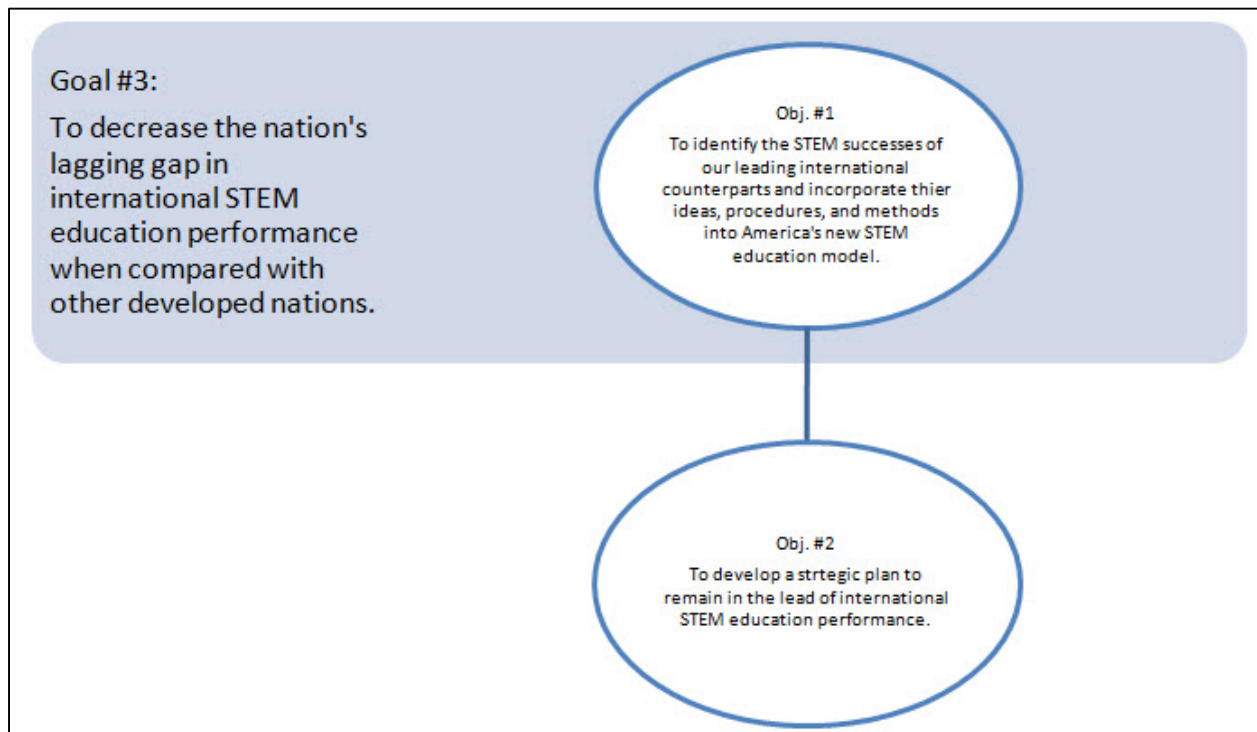 Goal #3:
To decrease the nation's
lagging gap in
international STEM
education performance
when compared with
other developed nations.
Obj. #1
To identify the STEM successes of
our leading international
counterparts and incorporate thier
ideas, procedures, and methods
into America's new STEM
education model.
Obj. #2
To develop a strtegic plan to
remain in the lead of international
STEM education performance.